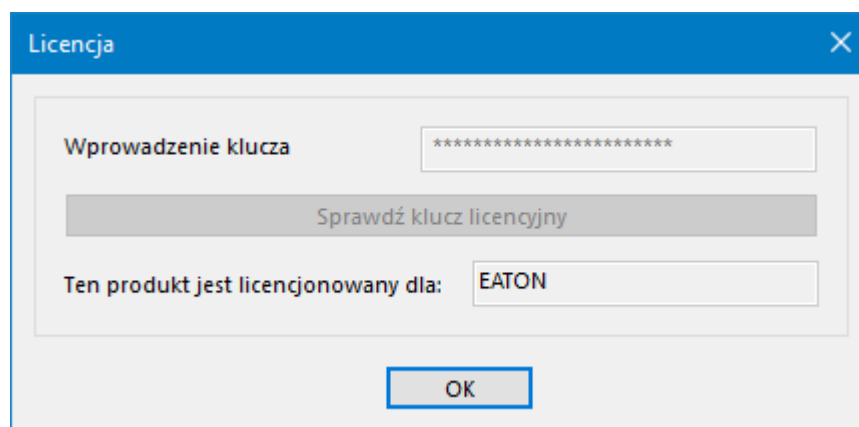 Licencja
Wprowadzenie klucza ************************
Sprawdź klucz licencyjny
Ten produkt jest licencjonowany dla: EATON
OK